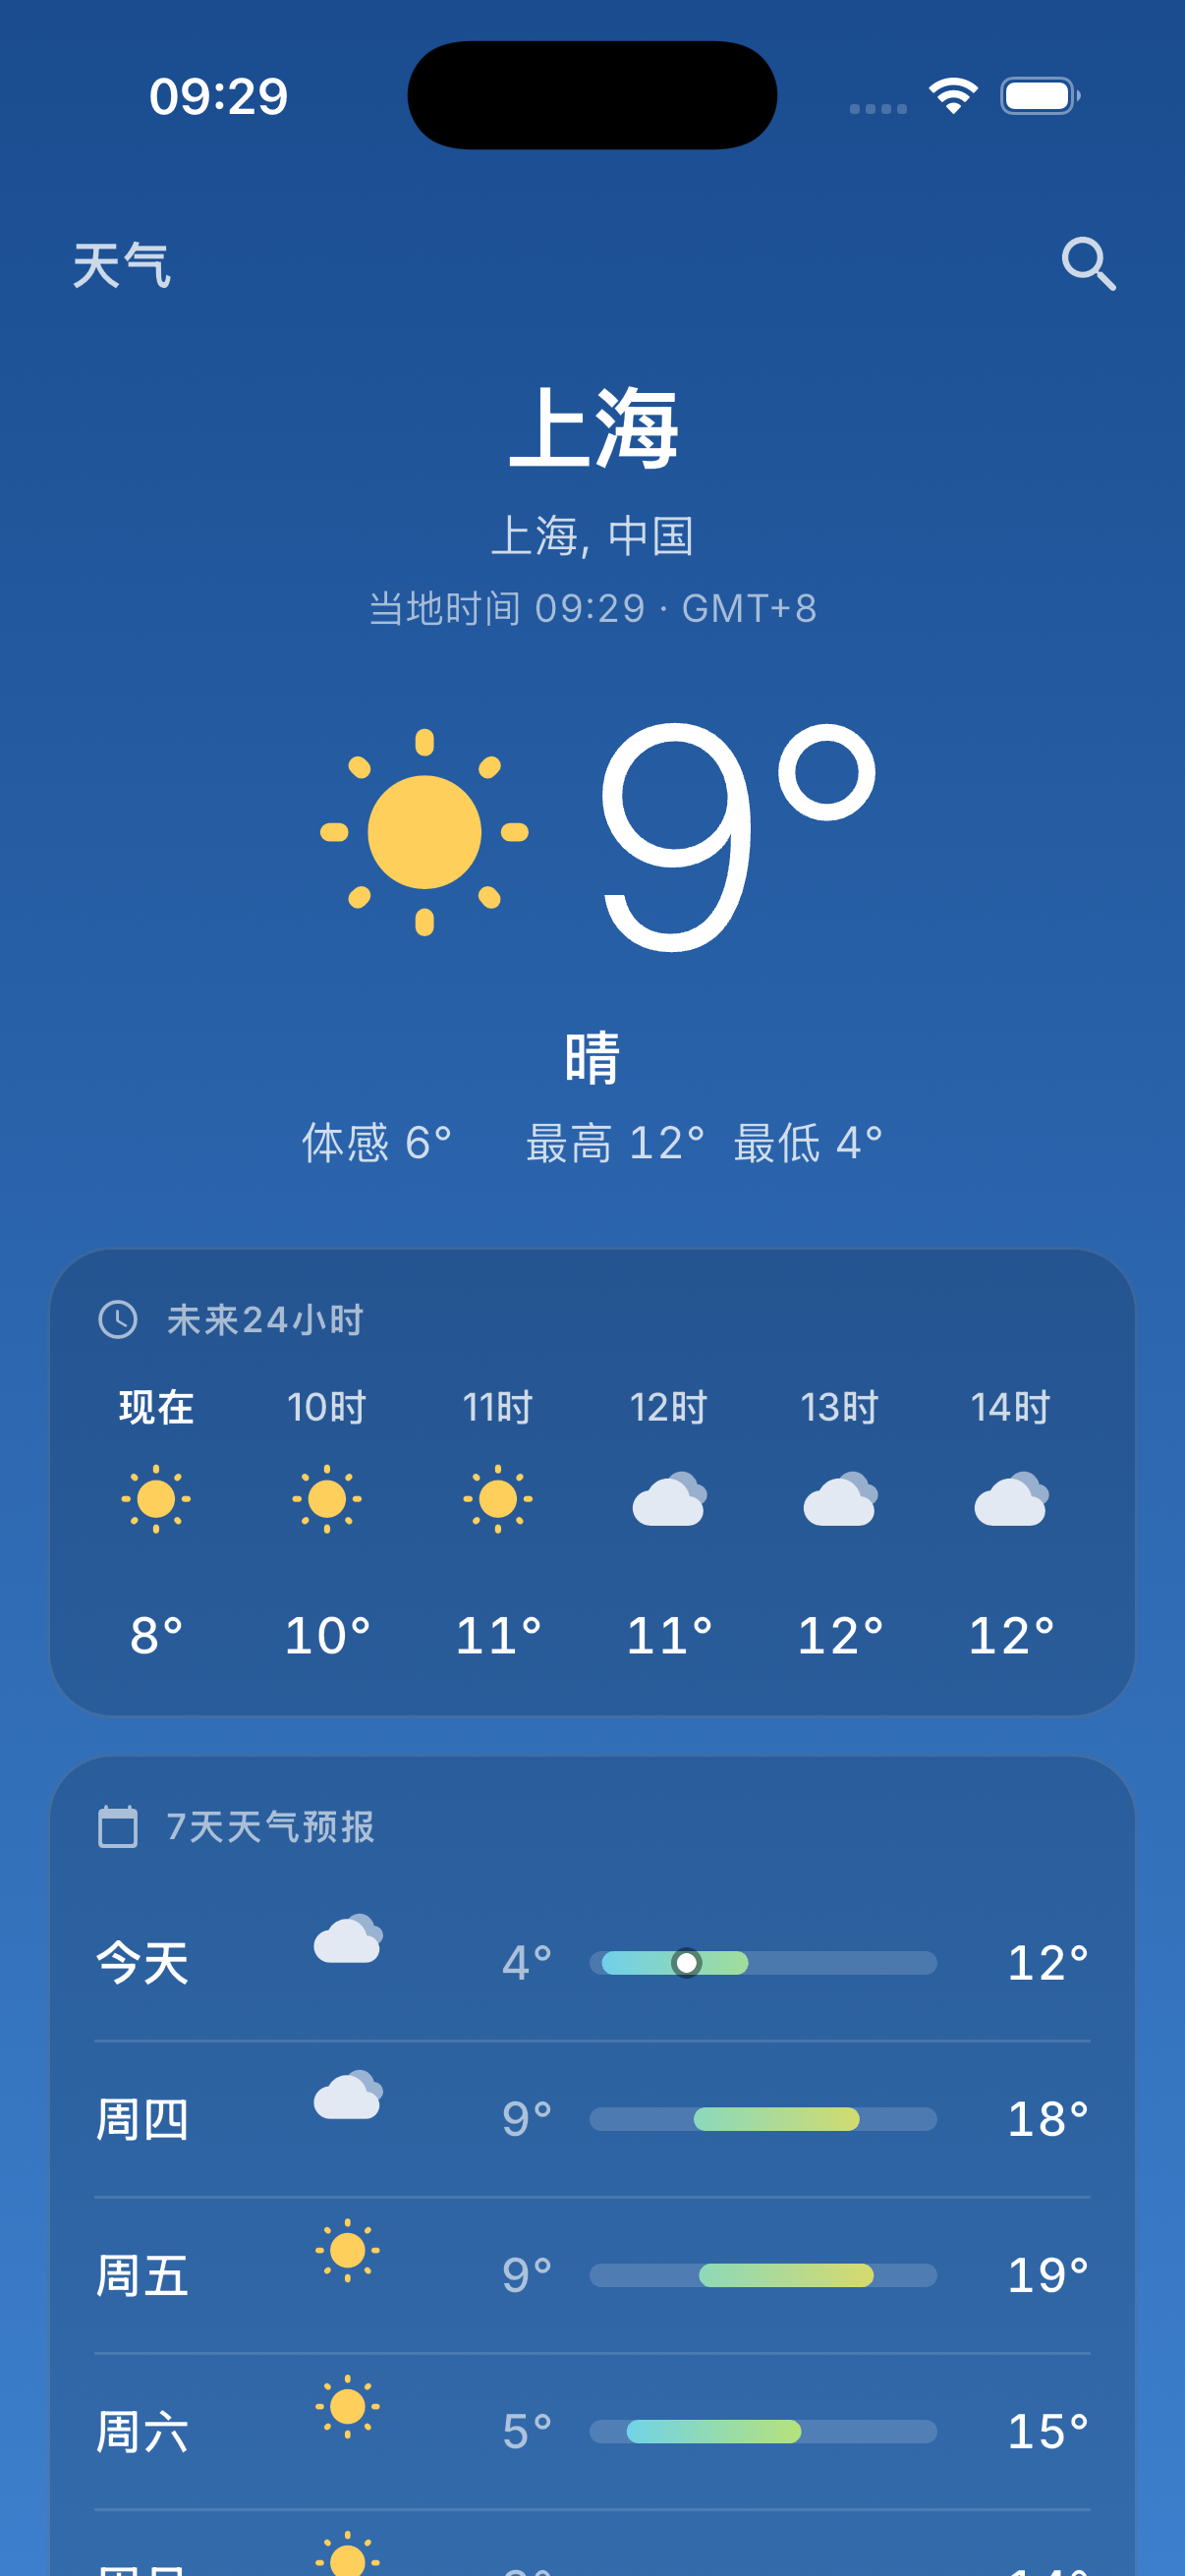 09:29
天气
上海
上海, 中国
当地时间 09:29 · GMT+8
9°
晴
体感 6° 最高 12° 最低 4°
未来24小时
现在 10时 11时 12时 13时 14时
8° 10° 11° 11° 12° 12°
7天天气预报
今天 4° 12°
周四 9° 18°
周五 9° 19°
周六 5° 15°